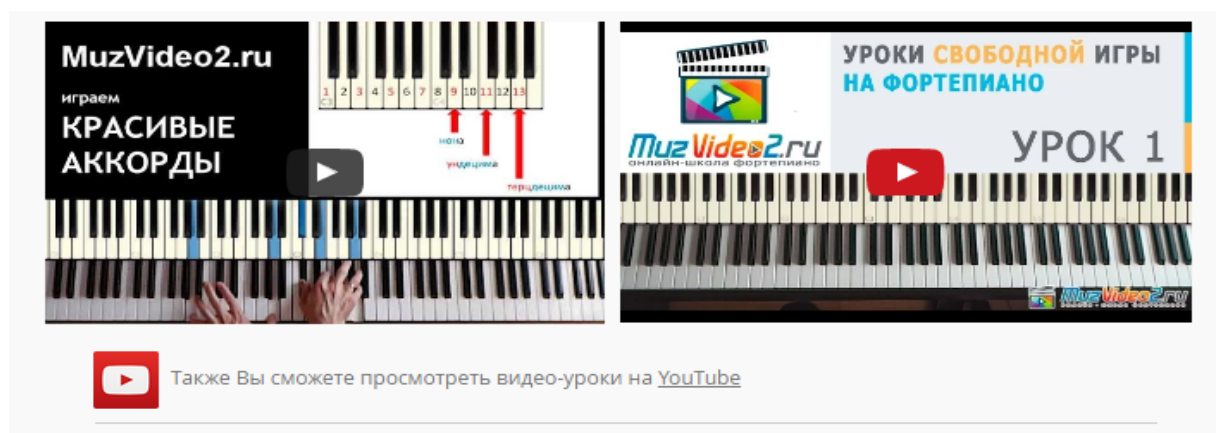 MuzVideo2.ru
играем
КРАСИВЫЕ
АККОРДЫ
1 2 3 4 5 6 7 8 9 10 11 12 13
C3 C4
нона
ундецима
терцдецима
УРОКИ СВОБОДНОЙ ИГРЫ
НА ФОРТЕПИАНО
MuzVideo2.ru
онлайн-школа фортепиано
УРОК 1
MuzVideo2.ru
Также Вы сможете просмотреть видео-уроки на YouTube